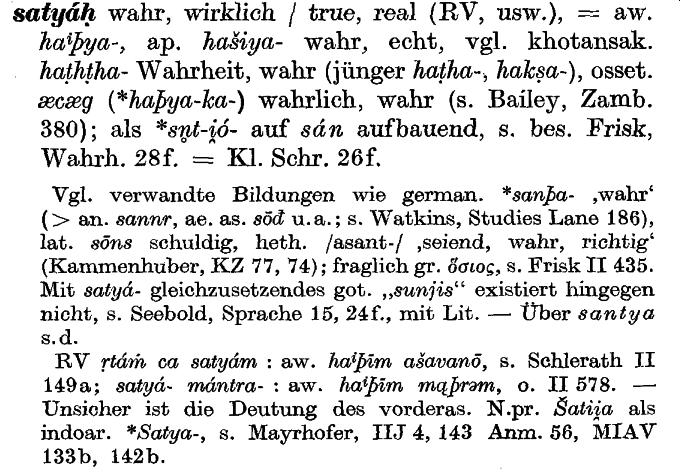 satyáḥ wahr, wirklich / true, real (RV, usw.), = aw.
haⁱþya-, ap. hašiya- wahr, echt, vgl. khotansak.
haṭhṭha- Wahrheit, wahr (jünger haṭha-, hakṣa-), osset.
æcæg (*haþya-ka-) wahrlich, wahr (s. Bailey, Zamb.
380); als *sn̥t-i̯ó- auf sán aufbauend, s. bes. Frisk,
Wahrh. 28f. = Kl. Schr. 26f.
Vgl. verwandte Bildungen wie german. *sanþa- ‚wahr‘
(> an. sannr, ae. as. sōđ u.a.; s. Watkins, Studies Lane 186),
lat. sōns schuldig, heth. /asant-/ ‚seiend, wahr, richtig‘
(Kammenhuber, KZ 77, 74); fraglich gr. ὅσιος, s. Frisk II 435.
Mit satyá- gleichzusetzendes got. „sunjis“ existiert hingegen
nicht, s. Seebold, Sprache 15, 24f., mit Lit. — Über santya
s.d.
RV r̥táṁ ca satyám : aw. haⁱþīm ašavanō, s. Schlerath II
149a; satyá- mántra- : aw. haⁱþīm mąþrəm, o. II 578. —
Unsicher ist die Deutung des vorderas. N.pr. Šatii̯a als
indoar. *Satya-, s. Mayrhofer, IIJ 4, 143 Anm. 56, MIAV
133b, 142b.